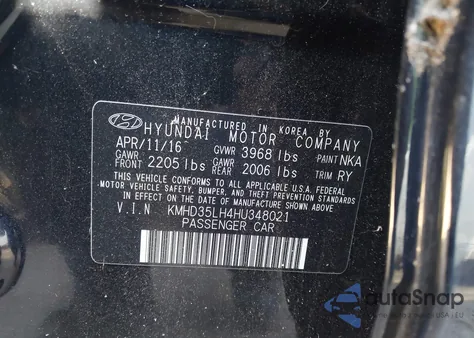 MANUFACTURED IN KOREA BY
HYUNDAI MOTOR COMPANY
APR/11/16 GVWR 3968 lbs PAINT NKA
GAWR FRONT 2205 lbs GAWR REAR 2006 lbs TRIM RY
THIS VEHICLE CONFORMS TO ALL APPLICABLE U.S.A. FEDERAL
MOTOR VEHICLE SAFETY, BUMPER, AND THEFT PREVENTION
STANDARDS IN EFFECT ON THE
DATE OF MANUFACTURE SHOWN ABOVE.
V.I.N KMHD35LH4HU348021
PASSENGER CAR
autoSnap